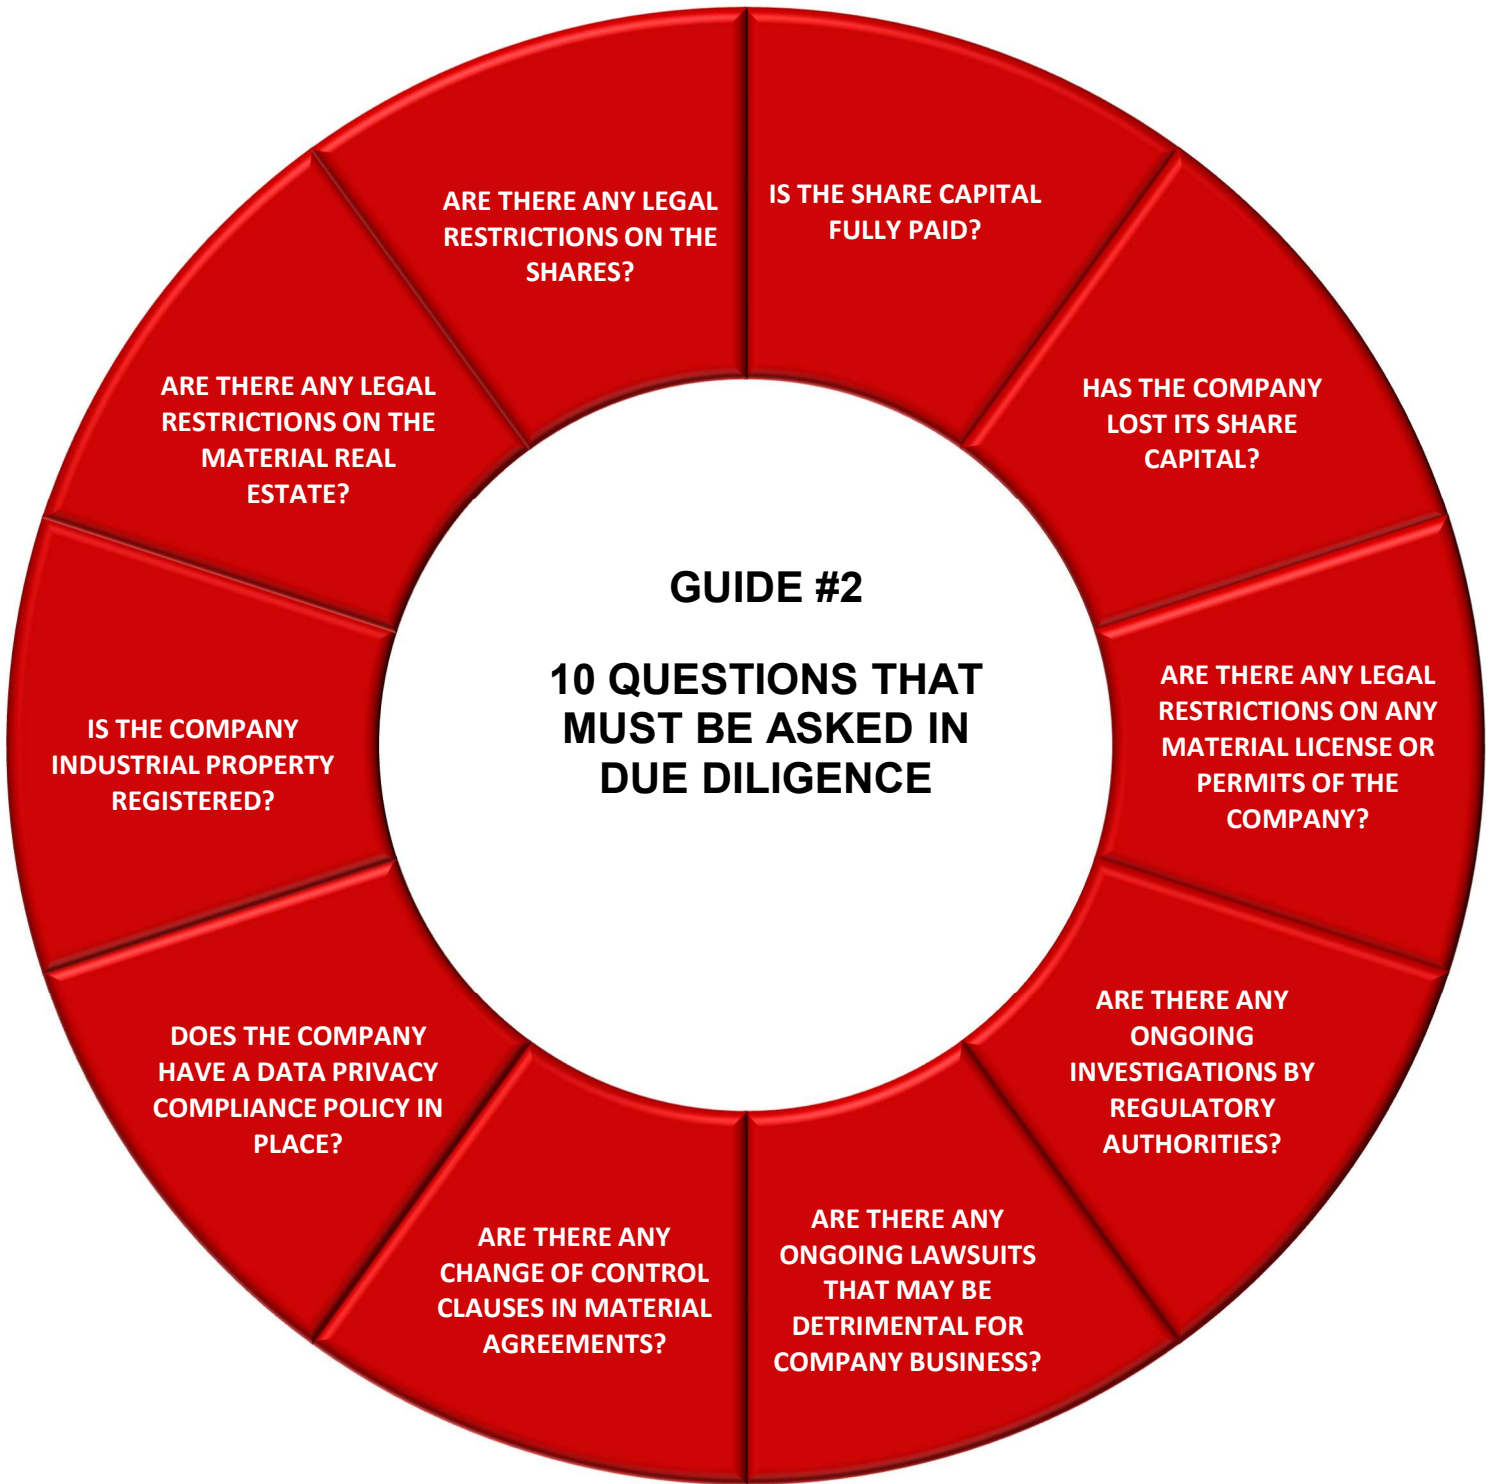 GUIDE #2
10 QUESTIONS THAT
MUST BE ASKED IN
DUE DILIGENCE
IS THE SHARE CAPITAL
FULLY PAID?
HAS THE COMPANY
LOST ITS SHARE
CAPITAL?
ARE THERE ANY LEGAL
RESTRICTIONS ON ANY
MATERIAL LICENSE OR
PERMITS OF THE
COMPANY?
ARE THERE ANY
ONGOING
INVESTIGATIONS BY
REGULATORY
AUTHORITIES?
ARE THERE ANY
ONGOING LAWSUITS
THAT MAY BE
DETRIMENTAL FOR
COMPANY BUSINESS?
ARE THERE ANY
CHANGE OF CONTROL
CLAUSES IN MATERIAL
AGREEMENTS?
DOES THE COMPANY
HAVE A DATA PRIVACY
COMPLIANCE POLICY IN
PLACE?
IS THE COMPANY
INDUSTRIAL PROPERTY
REGISTERED?
ARE THERE ANY LEGAL
RESTRICTIONS ON THE
MATERIAL REAL
ESTATE?
ARE THERE ANY LEGAL
RESTRICTIONS ON THE
SHARES?